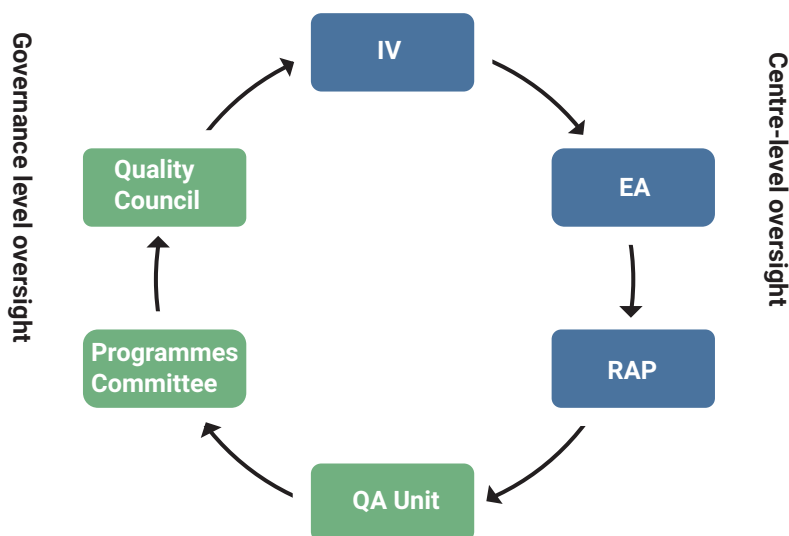 Governance level oversight
Centre-level oversight
IV
EA
RAP
QA Unit
Programmes
Committee
Quality
Council